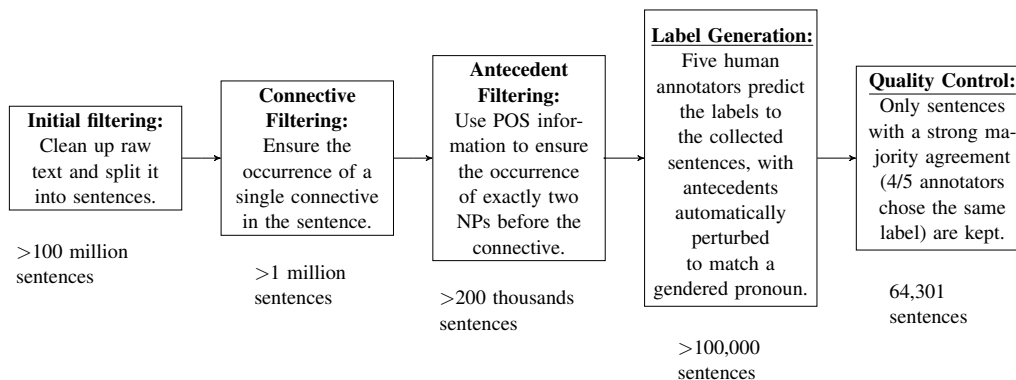 Initial filtering:
Clean up raw
text and split it
into sentences.
>100 million
sentences
Connective
Filtering:
Ensure the
occurrence of a
single connective
in the sentence.
>1 million
sentences
Antecedent
Filtering:
Use POS infor-
mation to ensure
the occurrence
of exactly two
NPs before the
connective.
>200 thousands
sentences
Label Generation:
Five human
annotators predict
the labels to
the collected
sentences, with
antecedents
automatically
perturbed
to match a
gendered pronoun.
>100,000
sentences
Quality Control:
Only sentences
with a strong ma-
jority agreement
(4/5 annotators
chose the same
label) are kept.
64,301
sentences